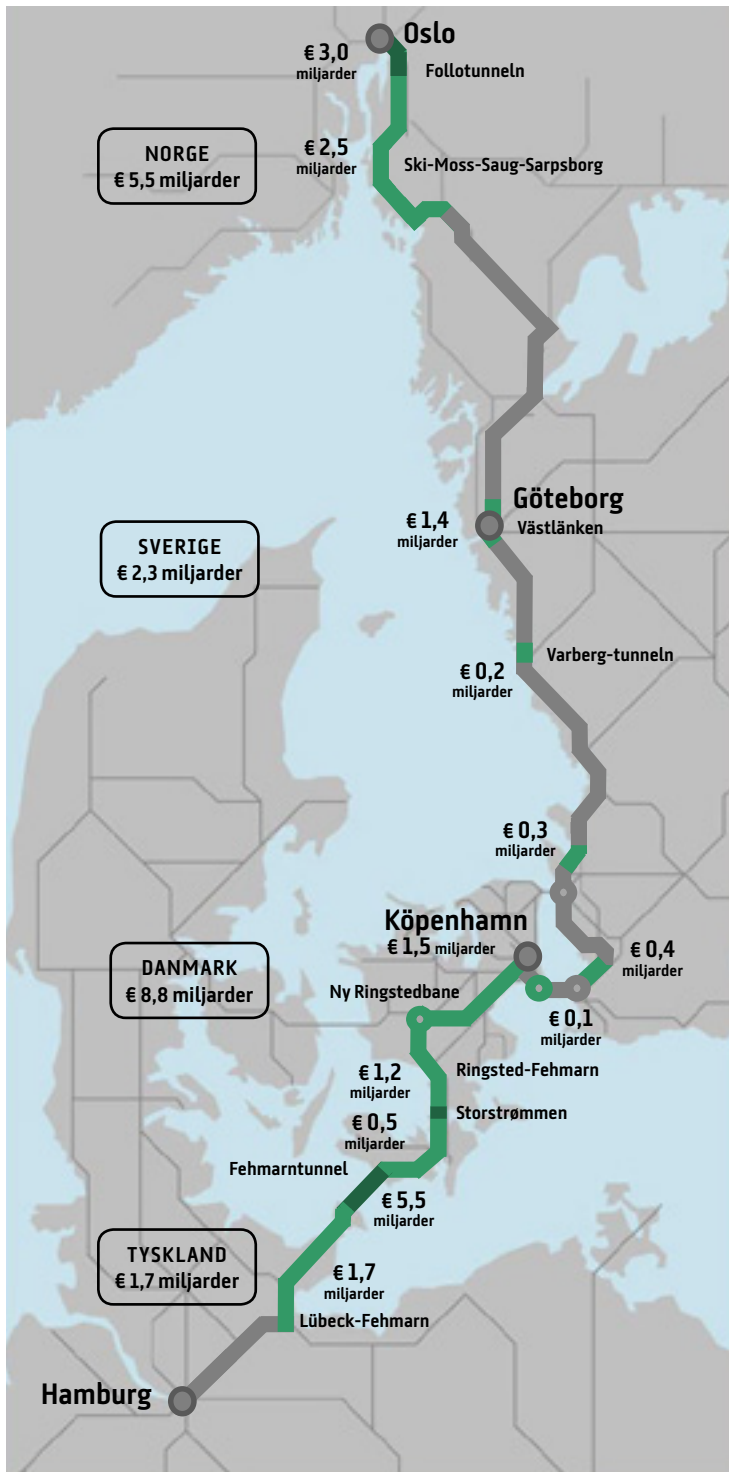 Oslo
€ 3,0
miljarder
Follotunneln
NORGE
€ 5,5 miljarder
€ 2,5
miljarder
Ski-Moss-Saug-Sarpsborg
Göteborg
€ 1,4
miljarder
Västlänken
SVERIGE
€ 2,3 miljarder
Varberg-tunneln
€ 0,2
miljarder
€ 0,3
miljarder
Köpenhamn
€ 1,5 miljarder
€ 0,4
miljarder
DANMARK
€ 8,8 miljarder
Ny Ringstedbane
€ 0,1
miljarder
€ 1,2
miljarder
Ringsted-Fehmarn
Storstrømmen
€ 0,5
miljarder
Fehmarntunnel
€ 5,5
miljarder
TYSKLAND
€ 1,7 miljarder
€ 1,7
miljarder
Lübeck-Fehmarn
Hamburg